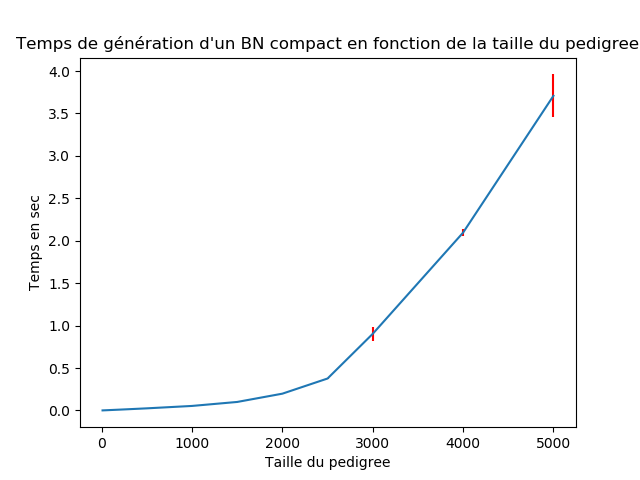 Temps de génération d'un BN compact en fonction de la taille du pedigree
4.0
3.5
3.0
2.5
2.0
1.5
1.0
0.5
0.0
Temps en sec
0 1000 2000 3000 4000 5000
Taille du pedigree